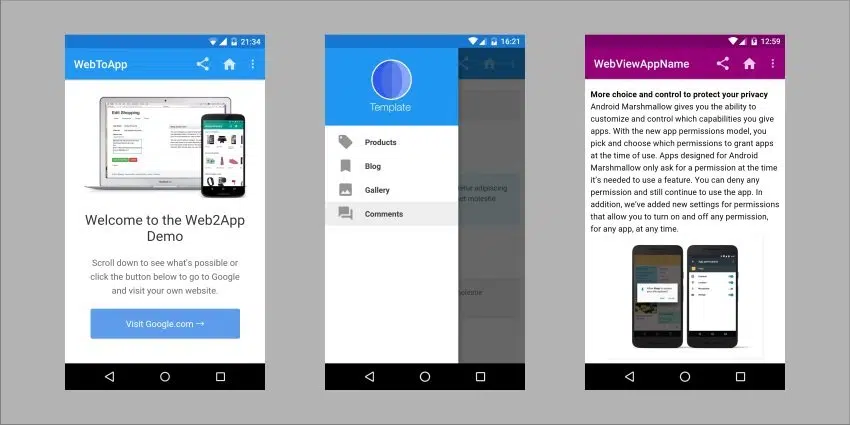 21:34
WebToApp
Edit Shopping
Welcome to the Web2App
Demo
Scroll down to see what's possible or
click the button below to go to Google
and visit your own website.
Visit Google.com →
16:21
Template
Products
Blog
Gallery
Comments
adipiscing
molestie
12:59
WebViewAppName
More choice and control to protect your privacy
Android Marshmallow gives you the ability to
customize and control which capabilities you give
apps. With the new app permissions model, you
pick and choose which permissions to grant apps
at the time of use. Apps designed for Android
Marshmallow only ask for a permission at the time
it's needed to use a feature. You can deny any
permission and still continue to use the app. In
addition, we've added new settings for permissions
that allow you to turn on and off any permission,
for any app, at any time.